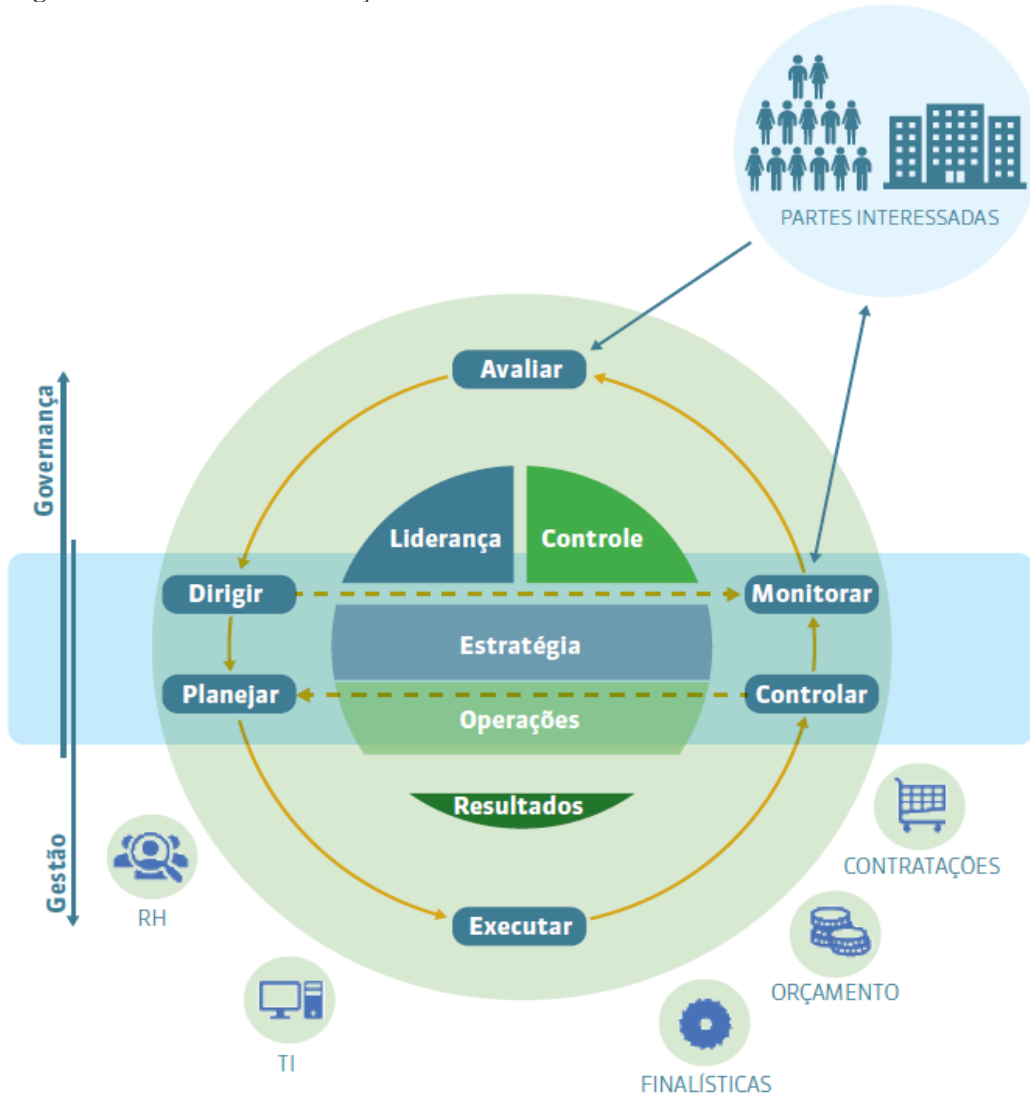 PARTES INTERESSADAS
Avaliar
Governança
Liderança
Controle
Dirigir
Monitorar
Estratégia
Planejar
Controlar
Operações
Resultados
Gestão
CONTRATAÇÕES
RH
Executar
ORÇAMENTO
TI
FINALÍSTICAS